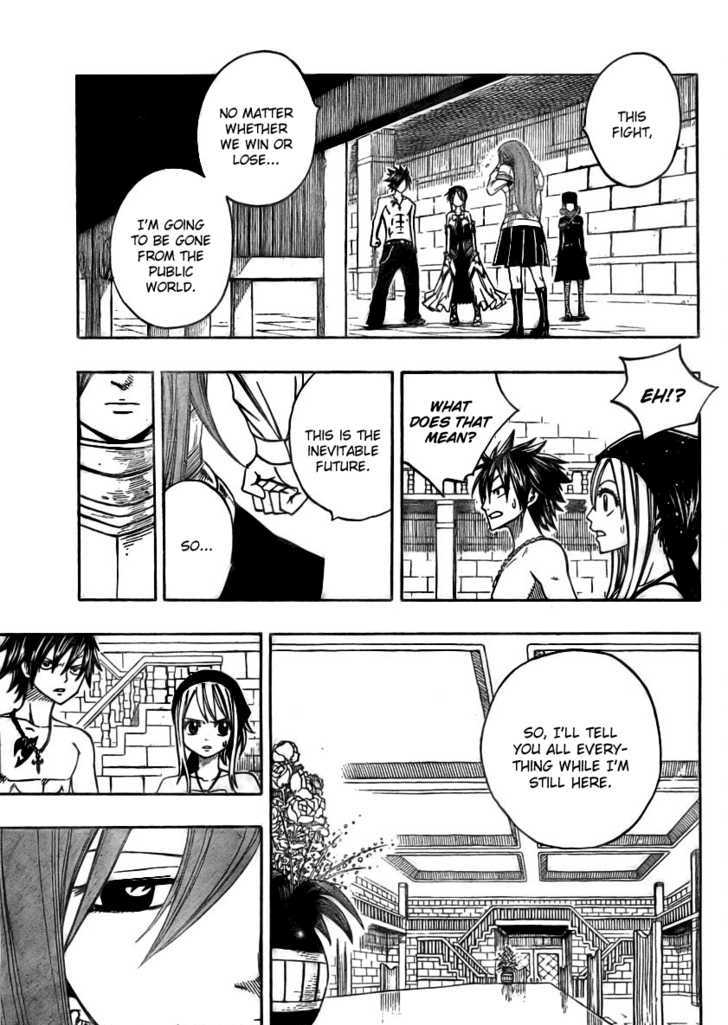 THIS
FIGHT,
NO MATTER
WHETHER
WE WIN OR
LOSE...
I'M GOING
TO BE GONE
FROM THE
PUBLIC
WORLD.
EH!?
WHAT
DOES THAT
MEAN?
THIS IS THE
INEVITABLE
FUTURE.
SO...
SO, I'LL TELL
YOU ALL EVERY-
THING WHILE I'M
STILL HERE.